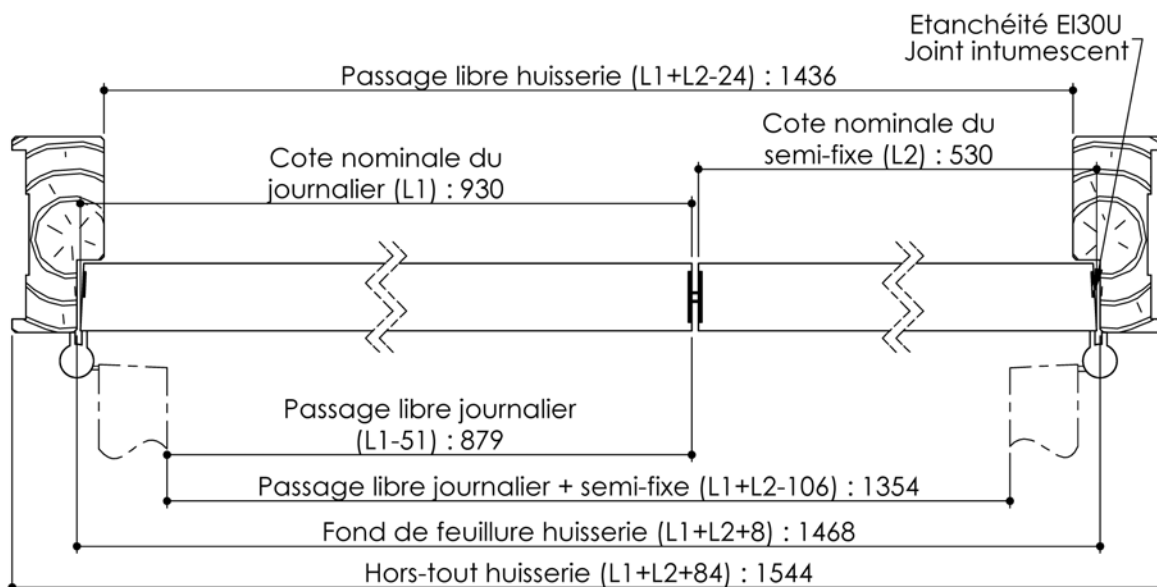 Etanchéité EI30U
Joint intumescent
Passage libre huisserie (L1+L2-24) : 1436
Cote nominale du
semi-fixe (L2) : 530
Cote nominale du
journalier (L1) : 930
Passage libre journalier
(L1-51) : 879
Passage libre journalier + semi-fixe (L1+L2-106) : 1354
Fond de feuillure huisserie (L1+L2+8) : 1468
Hors-tout huisserie (L1+L2+84) : 1544